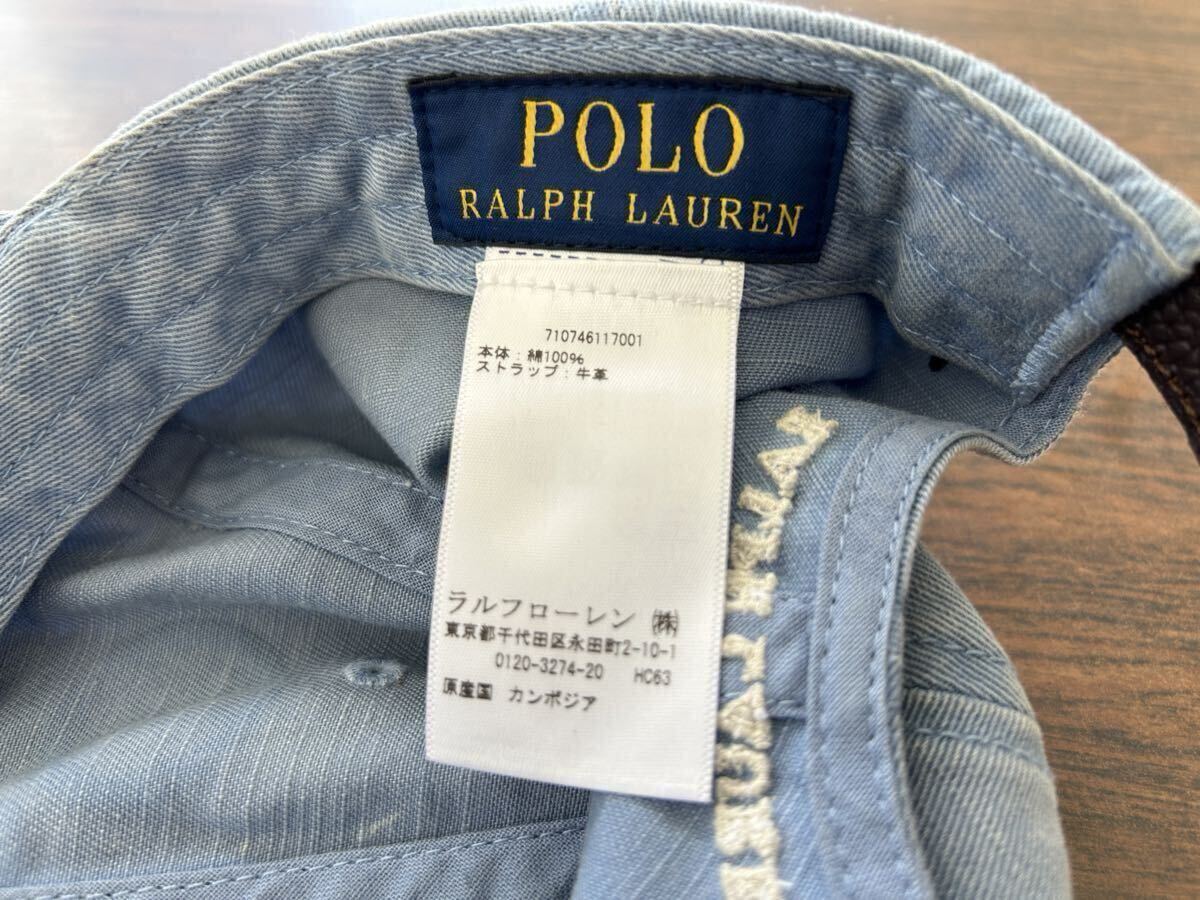 POLO
RALPH LAUREN
710746117001
本体:綿100%
ストラップ:牛革
ラルフローレン ㈱
東京都千代田区永田町2-10-1
0120-3274-20 HC63
原産国 カンボジア